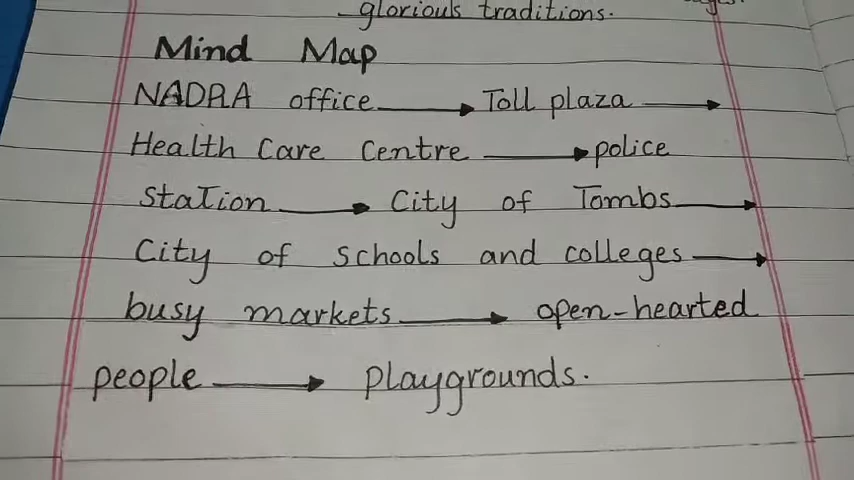 glorious traditions.
Mind Map
NADRA office → Toll plaza →
Health Care Centre → police
Station → City of Tombs →
City of schools and colleges →
busy markets → open-hearted
people → playgrounds.